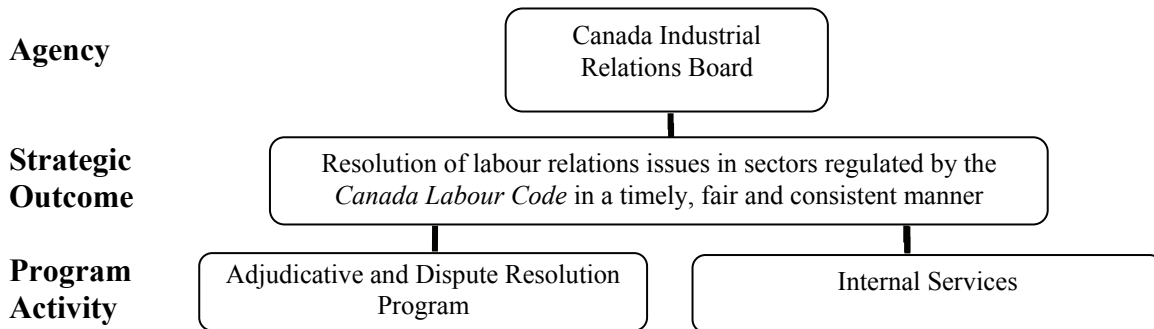 Agency
Canada Industrial
Relations Board
Strategic
Outcome
Resolution of labour relations issues in sectors regulated by the
Canada Labour Code in a timely, fair and consistent manner
Program
Activity
Adjudicative and Dispute Resolution
Program
Internal Services